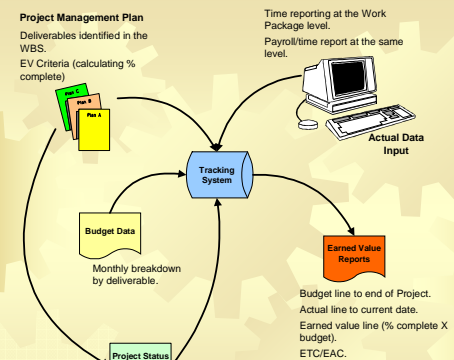 Project Management Plan
Deliverables identified in the
WBS.
EV Criteria (calculating %
complete)
Plan C
Plan B
Plan A
Time reporting at the Work
Package level.
Payroll/time report at the same
level.
Actual Data
Input
Tracking
System
Budget Data
Monthly breakdown
by deliverable.
Earned Value
Reports
Budget line to end of Project.
Actual line to current date.
Earned value line (% complete X
budget).
ETC/EAC.
Project Status